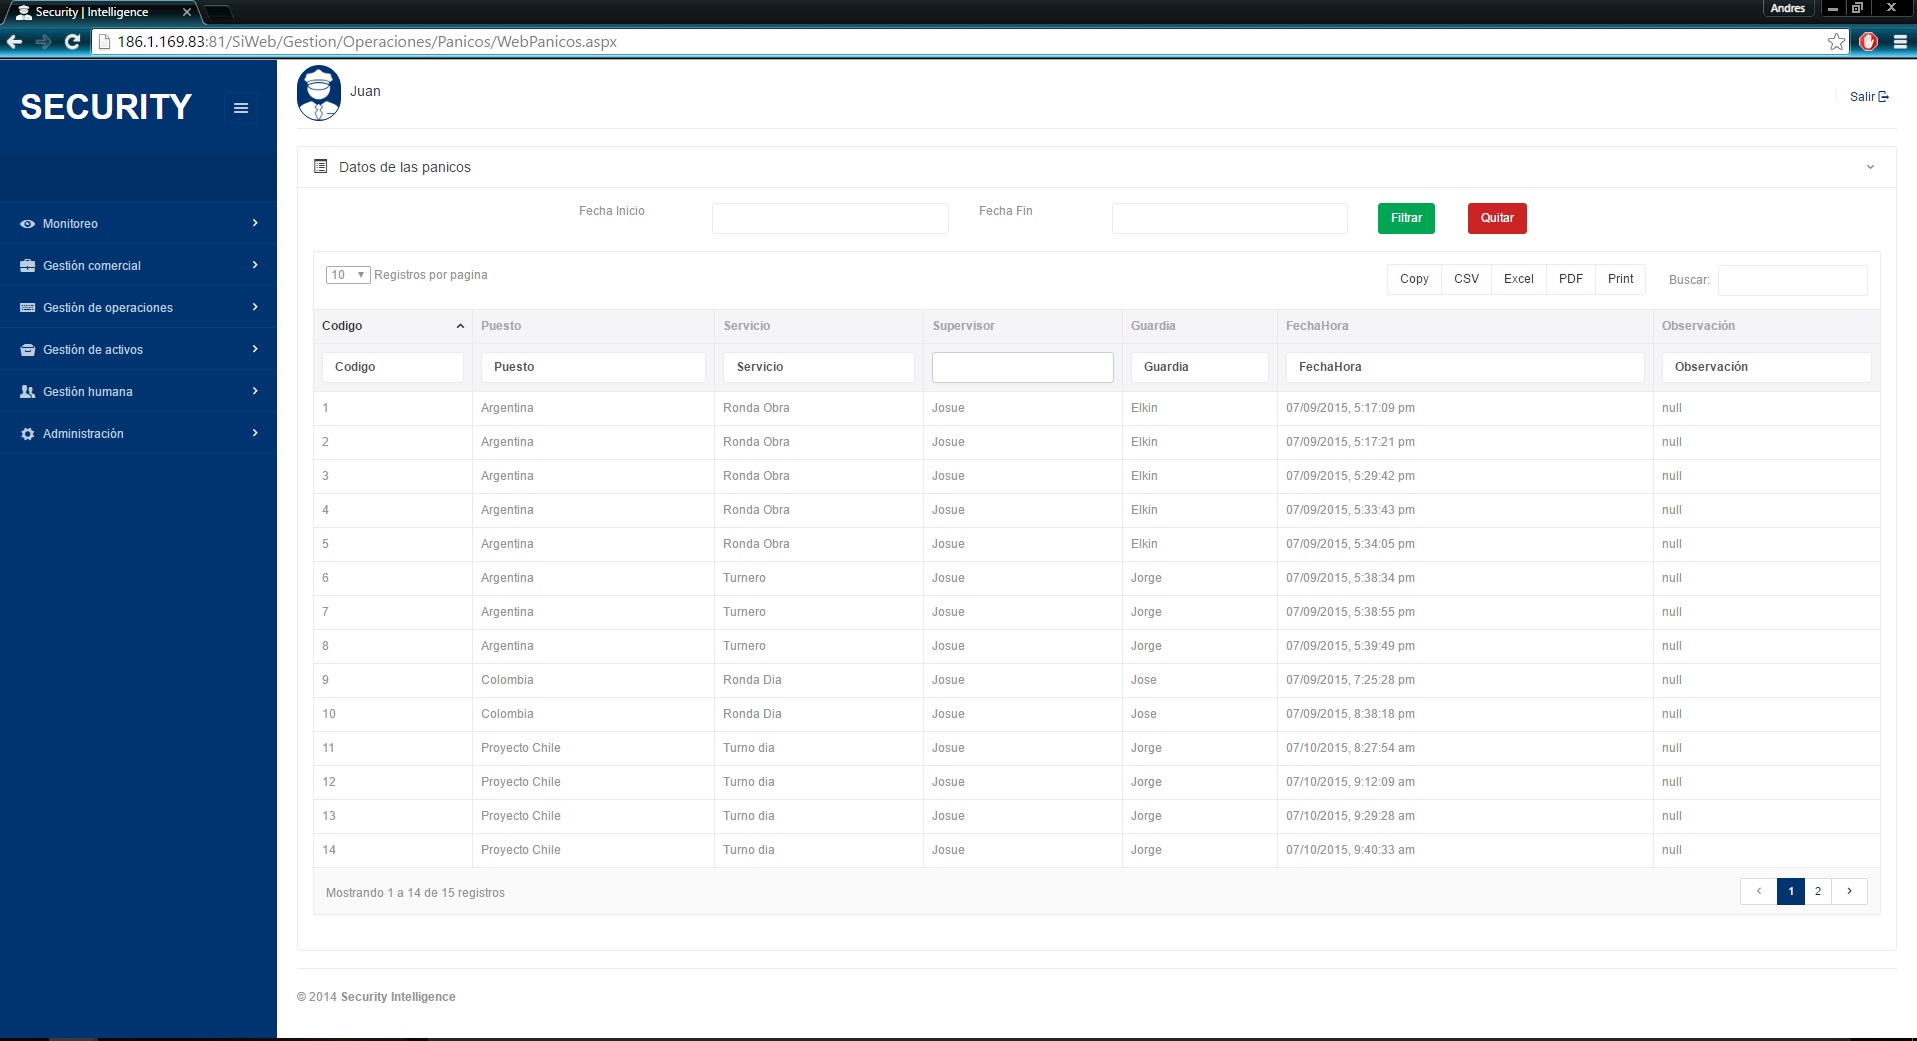 Security | Intelligence
Andres
186.1.169.83:81/SiWeb/Gestion/Operaciones/Panicos/WebPanicos.aspx
SECURITY
Juan
Salir
Monitoreo
Gestión comercial
Gestión de operaciones
Gestión de activos
Gestión humana
Administración
Datos de las panicos
Fecha Inicio Fecha Fin Filtrar Quitar
10 Registros por pagina Copy CSV Excel PDF Print Buscar:
Codigo Puesto Servicio Supervisor Guardia FechaHora Observación
Codigo Puesto Servicio Guardia FechaHora Observación
1 Argentina Ronda Obra Josue Elkin 07/09/2015, 5:17:09 pm null
2 Argentina Ronda Obra Josue Elkin 07/09/2015, 5:17:21 pm null
3 Argentina Ronda Obra Josue Elkin 07/09/2015, 5:29:42 pm null
4 Argentina Ronda Obra Josue Elkin 07/09/2015, 5:33:43 pm null
5 Argentina Ronda Obra Josue Elkin 07/09/2015, 5:34:05 pm null
6 Argentina Turnero Josue Jorge 07/09/2015, 5:38:34 pm null
7 Argentina Turnero Josue Jorge 07/09/2015, 5:38:55 pm null
8 Argentina Turnero Josue Jorge 07/09/2015, 5:39:49 pm null
9 Colombia Ronda Dia Josue Jose 07/09/2015, 7:25:28 pm null
10 Colombia Ronda Dia Josue Jose 07/09/2015, 8:38:18 pm null
11 Proyecto Chile Turno dia Josue Jorge 07/10/2015, 8:27:54 am null
12 Proyecto Chile Turno dia Josue Jorge 07/10/2015, 9:12:09 am null
13 Proyecto Chile Turno dia Josue Jorge 07/10/2015, 9:29:28 am null
14 Proyecto Chile Turno dia Josue Jorge 07/10/2015, 9:40:33 am null
Mostrando 1 a 14 de 15 registros
1 2
© 2014 Security Intelligence